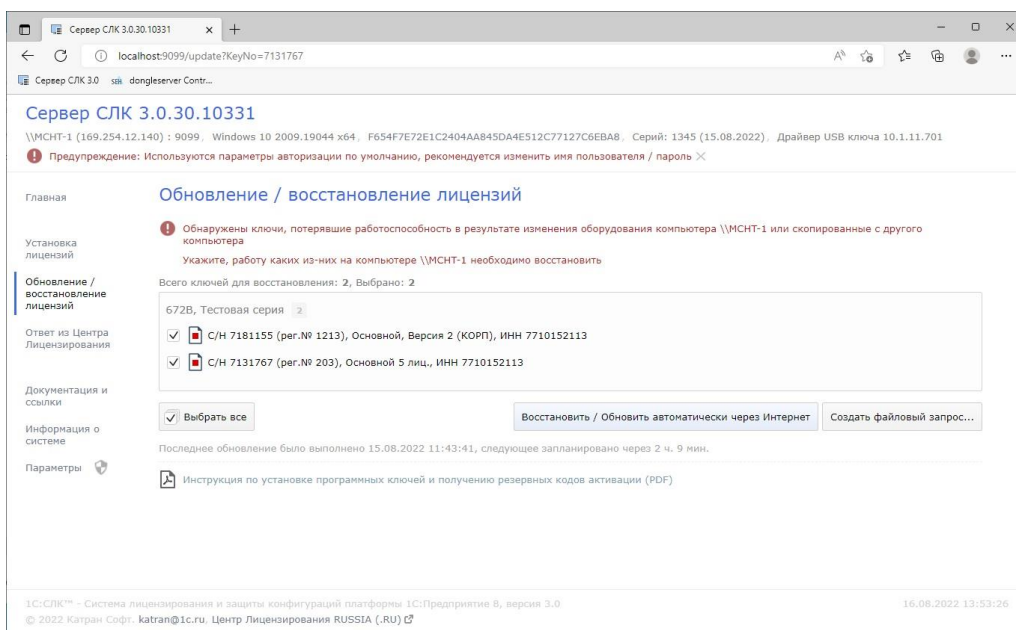 Сервер СЛК 3.0.30.10331
localhost:9099/update?KeyNo=7131767
Сервер СЛК 3.0 dongleserver Contr...
Сервер СЛК 3.0.30.10331
\\MCHT-1 (169.254.12.140) : 9099, Windows 10 2009.19044 x64, F654F7E72E1C2404AA845DA4E512C77127C6EBA8, Серий: 1345 (15.08.2022), Драйвер USB ключа 10.1.11.701
Предупреждение: Используются параметры авторизации по умолчанию, рекомендуется изменить имя пользователя / пароль
Главная
Установка
лицензий
Обновление /
восстановление
лицензий
Ответ из Центра
Лицензирования
Документация и
ссылки
Информация о
системе
Параметры
Обновление / восстановление лицензий
Обнаружены ключи, потерявшие работоспособность в результате изменения оборудования компьютера \\MCHT-1 или скопированные с другого
компьютера
Укажите, работу каких из-них на компьютере \\MCHT-1 необходимо восстановить
Всего ключей для восстановления: 2, Выбрано: 2
672B, Тестовая серия 2
С/Н 7181155 (рег.№ 1213), Основной, Версия 2 (КОРП), ИНН 7710152113
С/Н 7131767 (рег.№ 203), Основной 5 лиц., ИНН 7710152113
Выбрать все
Восстановить / Обновить автоматически через Интернет
Создать файловый запрос...
Последнее обновление было выполнено 15.08.2022 11:43:41, следующее запланировано через 2 ч. 9 мин.
Инструкция по установке программных ключей и получению резервных кодов активации (PDF)
1С:СЛК™ - Система лицензирования и защиты конфигураций платформы 1С:Предприятие 8, версия 3.0
16.08.2022 13:53:26
© 2022 Катран Софт. katran@1c.ru, Центр Лицензирования RUSSIA (.RU)